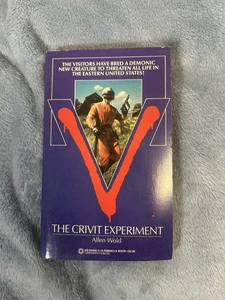 THE VISITORS HAVE BRED A DEMONIC
NEW CREATURE TO THREATEN ALL LIFE IN
THE EASTERN UNITED STATES!
V
THE CRIVIT EXPERIMENT
Allen Wold